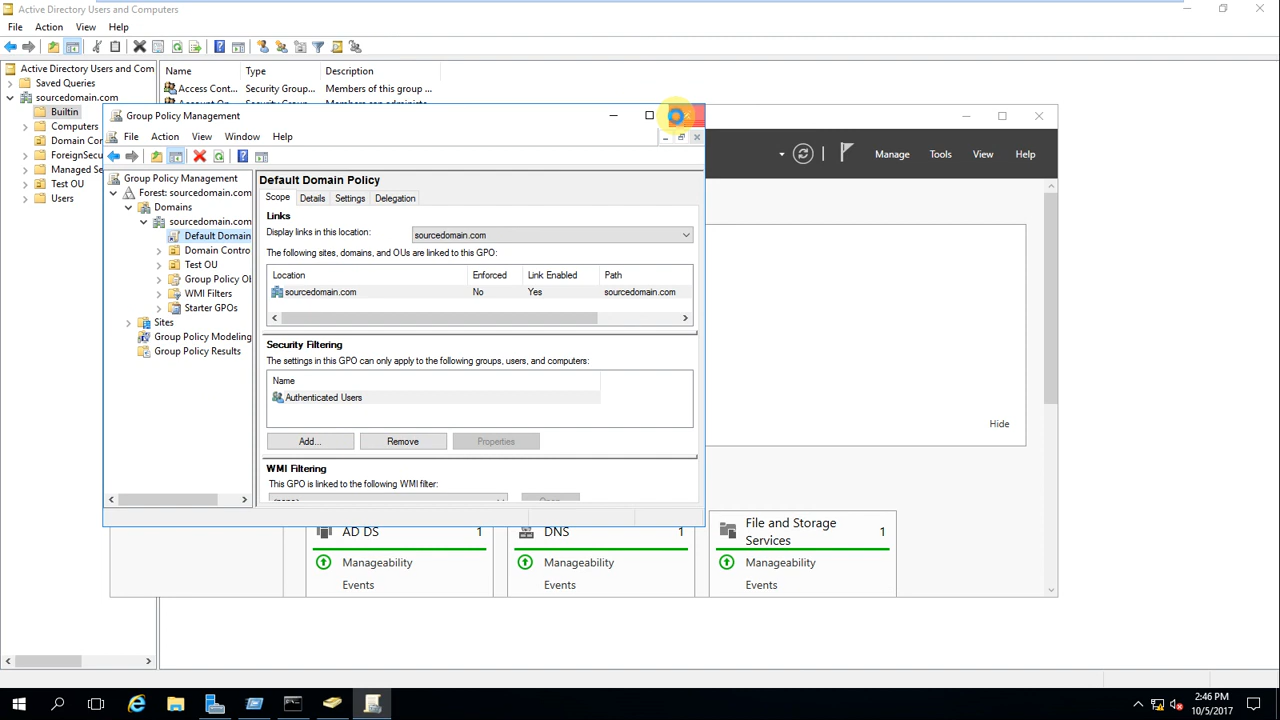 Active Directory Users and Computers
File Action View Help
Active Directory Users and Com
Saved Queries
sourcedomain.com
Builtin
Computers
Domain Con
ForeignSecu
Managed Se
Test OU
Users
Name Type Description
Access Cont... Security Group... Members of this group ...
Group Policy Management
File Action View Window Help
Group Policy Management
Forest: sourcedomain.com
Domains
sourcedomain.com
Default Domain
Domain Contro
Test OU
Group Policy Ob
WMI Filters
Starter GPOs
Sites
Group Policy Modeling
Group Policy Results
Default Domain Policy
Scope Details Settings Delegation
Links
Display links in this location: sourcedomain.com
The following sites, domains, and OUs are linked to this GPO:
Location Enforced Link Enabled Path
sourcedomain.com No Yes sourcedomain.com
Security Filtering
The settings in this GPO can only apply to the following groups, users, and computers:
Name
Authenticated Users
Add... Remove Properties
WMI Filtering
This GPO is linked to the following WMI filter:
Manage Tools View Help
Hide
AD DS 1
Manageability
Events
DNS 1
Manageability
Events
File and Storage
Services 1
Manageability
Events
2:46 PM
10/5/2017